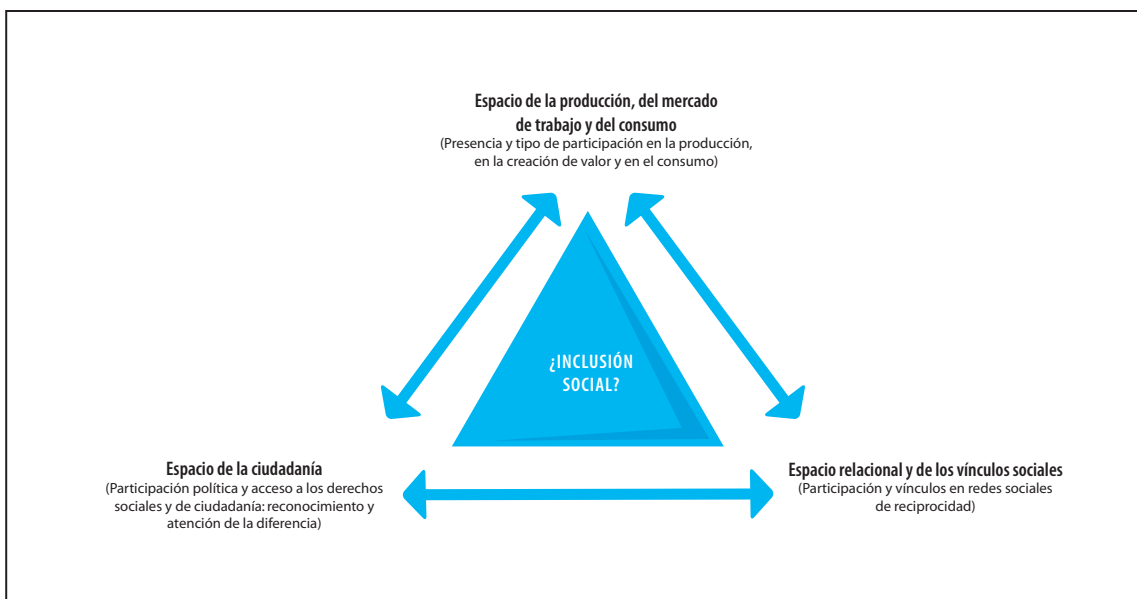 Espacio de la producción, del mercado
de trabajo y del consumo
(Presencia y tipo de participación en la producción,
en la creación de valor y en el consumo)
¿INCLUSIÓN
SOCIAL?
Espacio de la ciudadanía
(Participación política y acceso a los derechos
sociales y de ciudadanía: reconocimiento y
atención de la diferencia)
Espacio relacional y de los vínculos sociales
(Participación y vínculos en redes sociales
de reciprocidad)